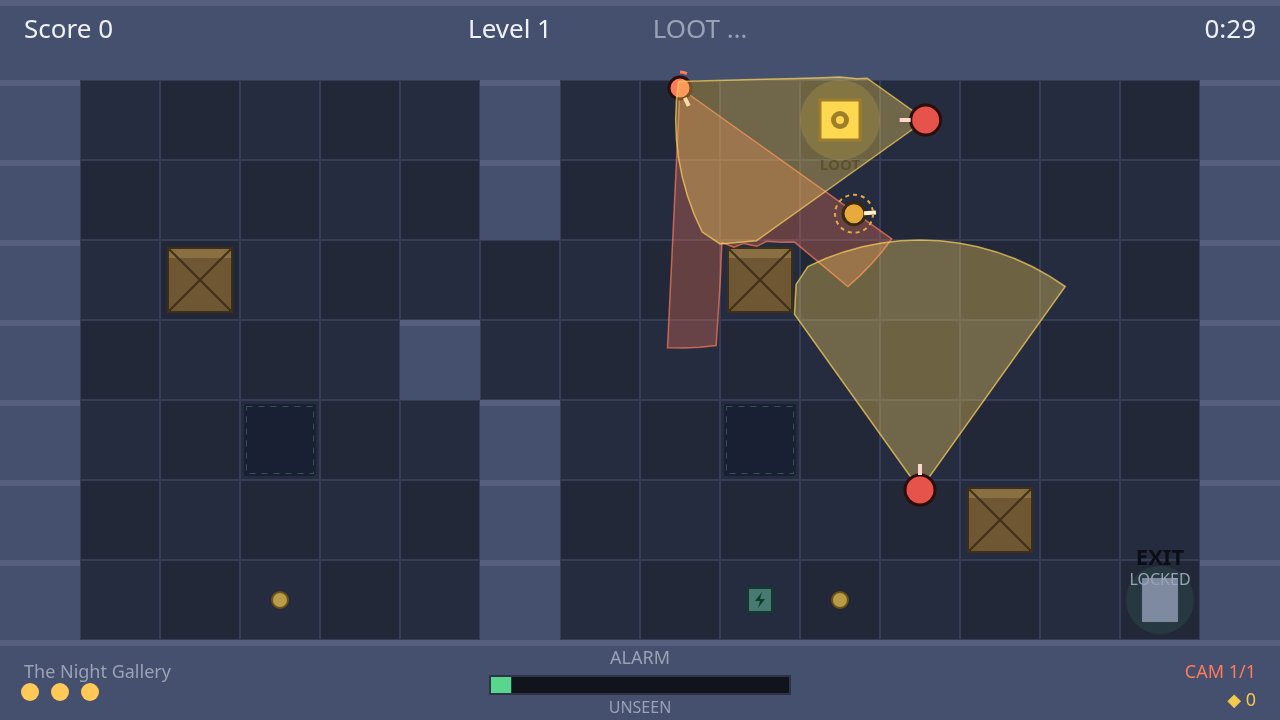 Score 0
Level 1
LOOT ...
0:29
LOOT
EXIT
LOCKED
The Night Gallery
ALARM
UNSEEN
CAM 1/1
◆ 0